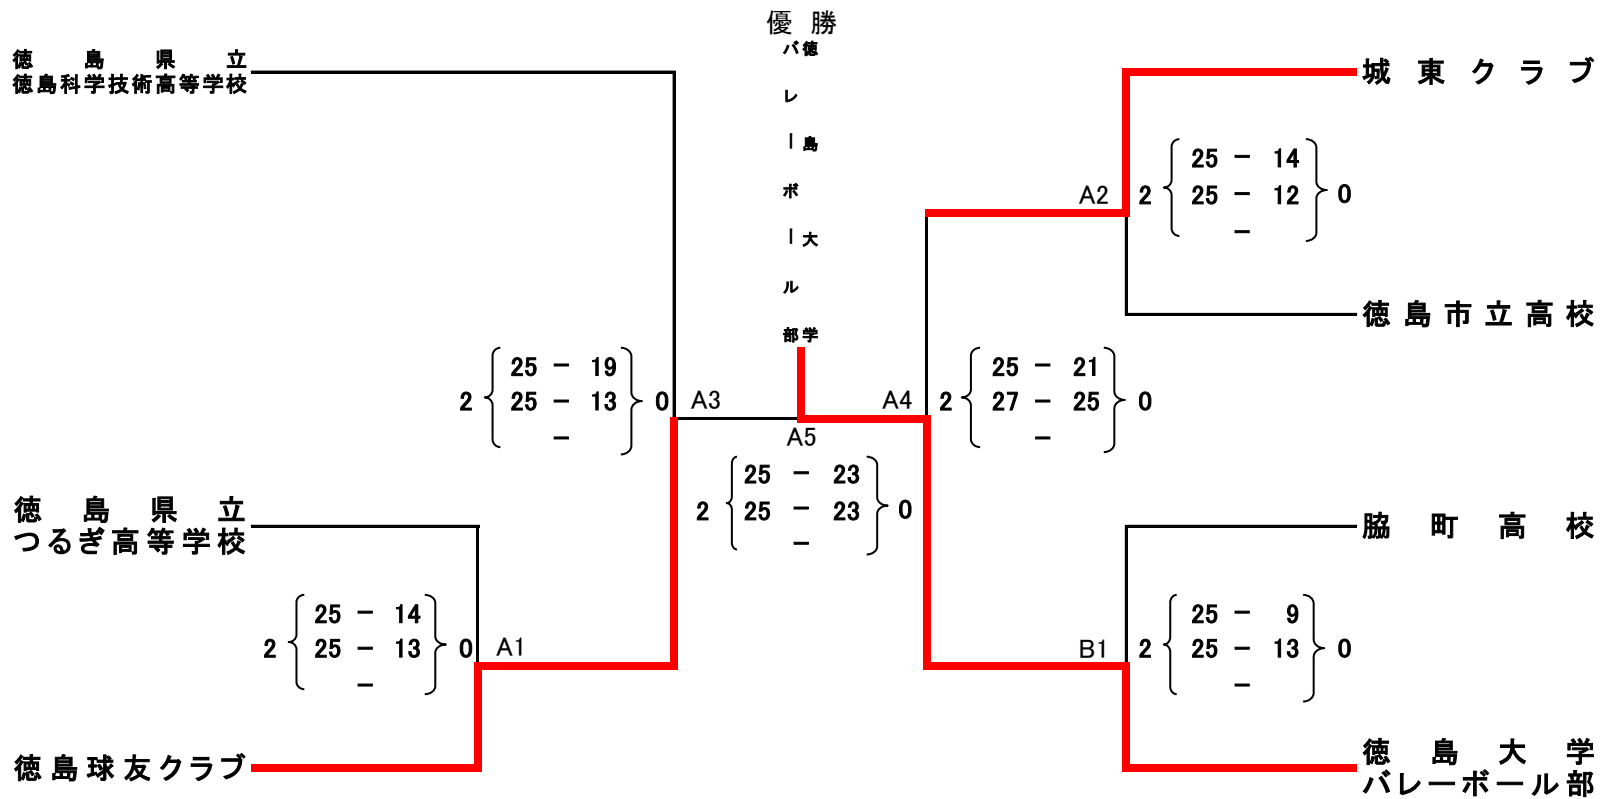 優勝
徳島大学
バレーボール部
徳島県立
徳島科学技術高等学校
城東クラブ
25 - 14
A2 2 25 - 12 0
-
徳島市立高校
25 - 19
2 25 - 13 0 A3
-
25 - 21
A4 2 27 - 25 0
-
A5
25 - 23
2 25 - 23 0
-
徳島県立
つるぎ高等学校
脇町高校
25 - 14
2 25 - 13 0 A1
-
25 - 9
B1 2 25 - 13 0
-
徳島球友クラブ
徳島大学
バレーボール部